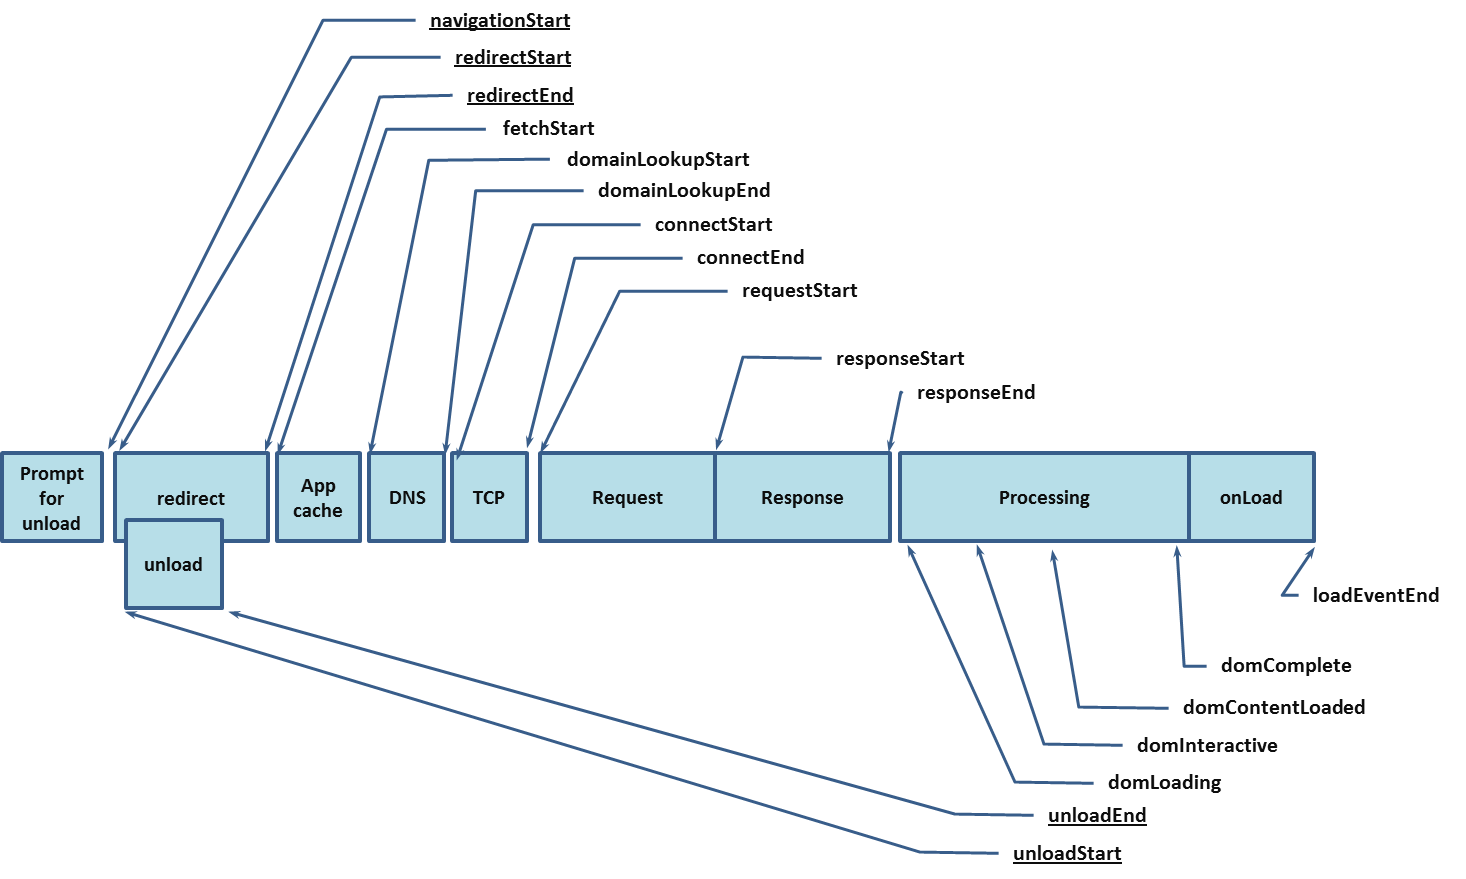 navigationStart
redirectStart
redirectEnd
fetchStart
domainLookupStart
domainLookupEnd
connectStart
connectEnd
requestStart
responseStart
responseEnd
Prompt
for
unload
redirect
unload
App
cache
DNS
TCP
Request
Response
Processing
onLoad
loadEventEnd
domComplete
domContentLoaded
domInteractive
domLoading
unloadEnd
unloadStart